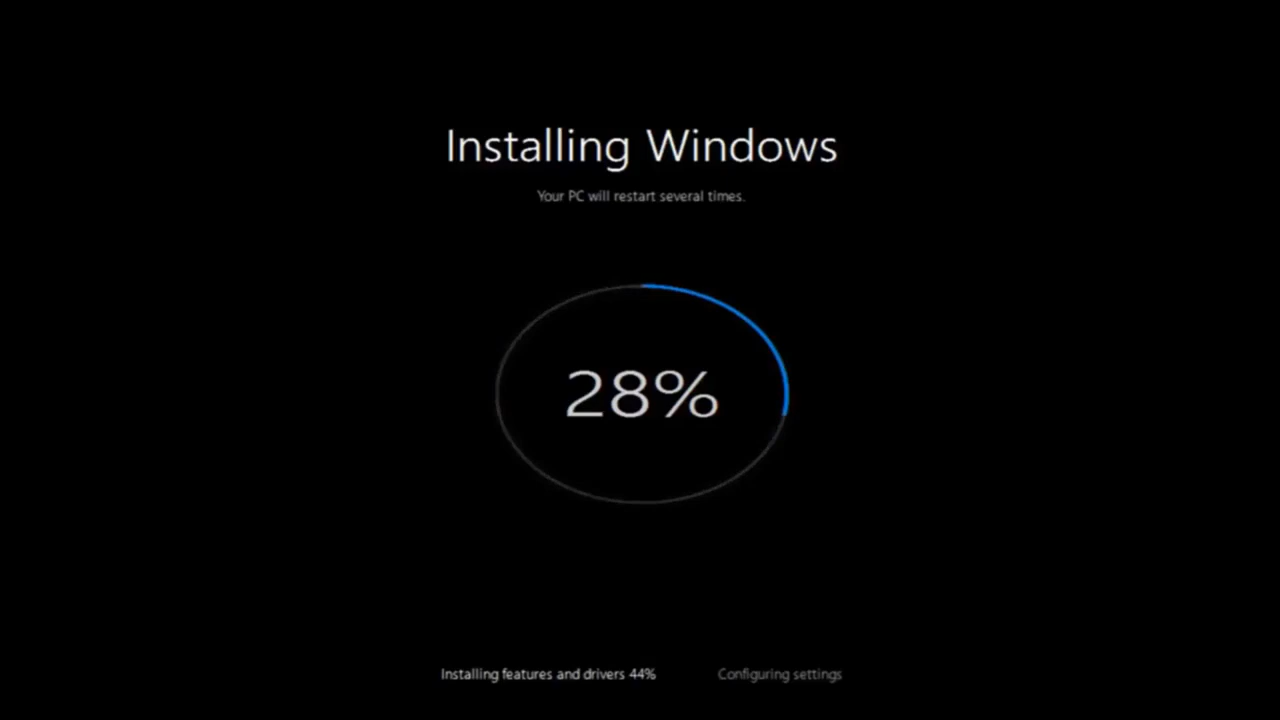 Installing Windows
Your PC will restart several times.
28%
Installing features and drivers 44% Configuring settings